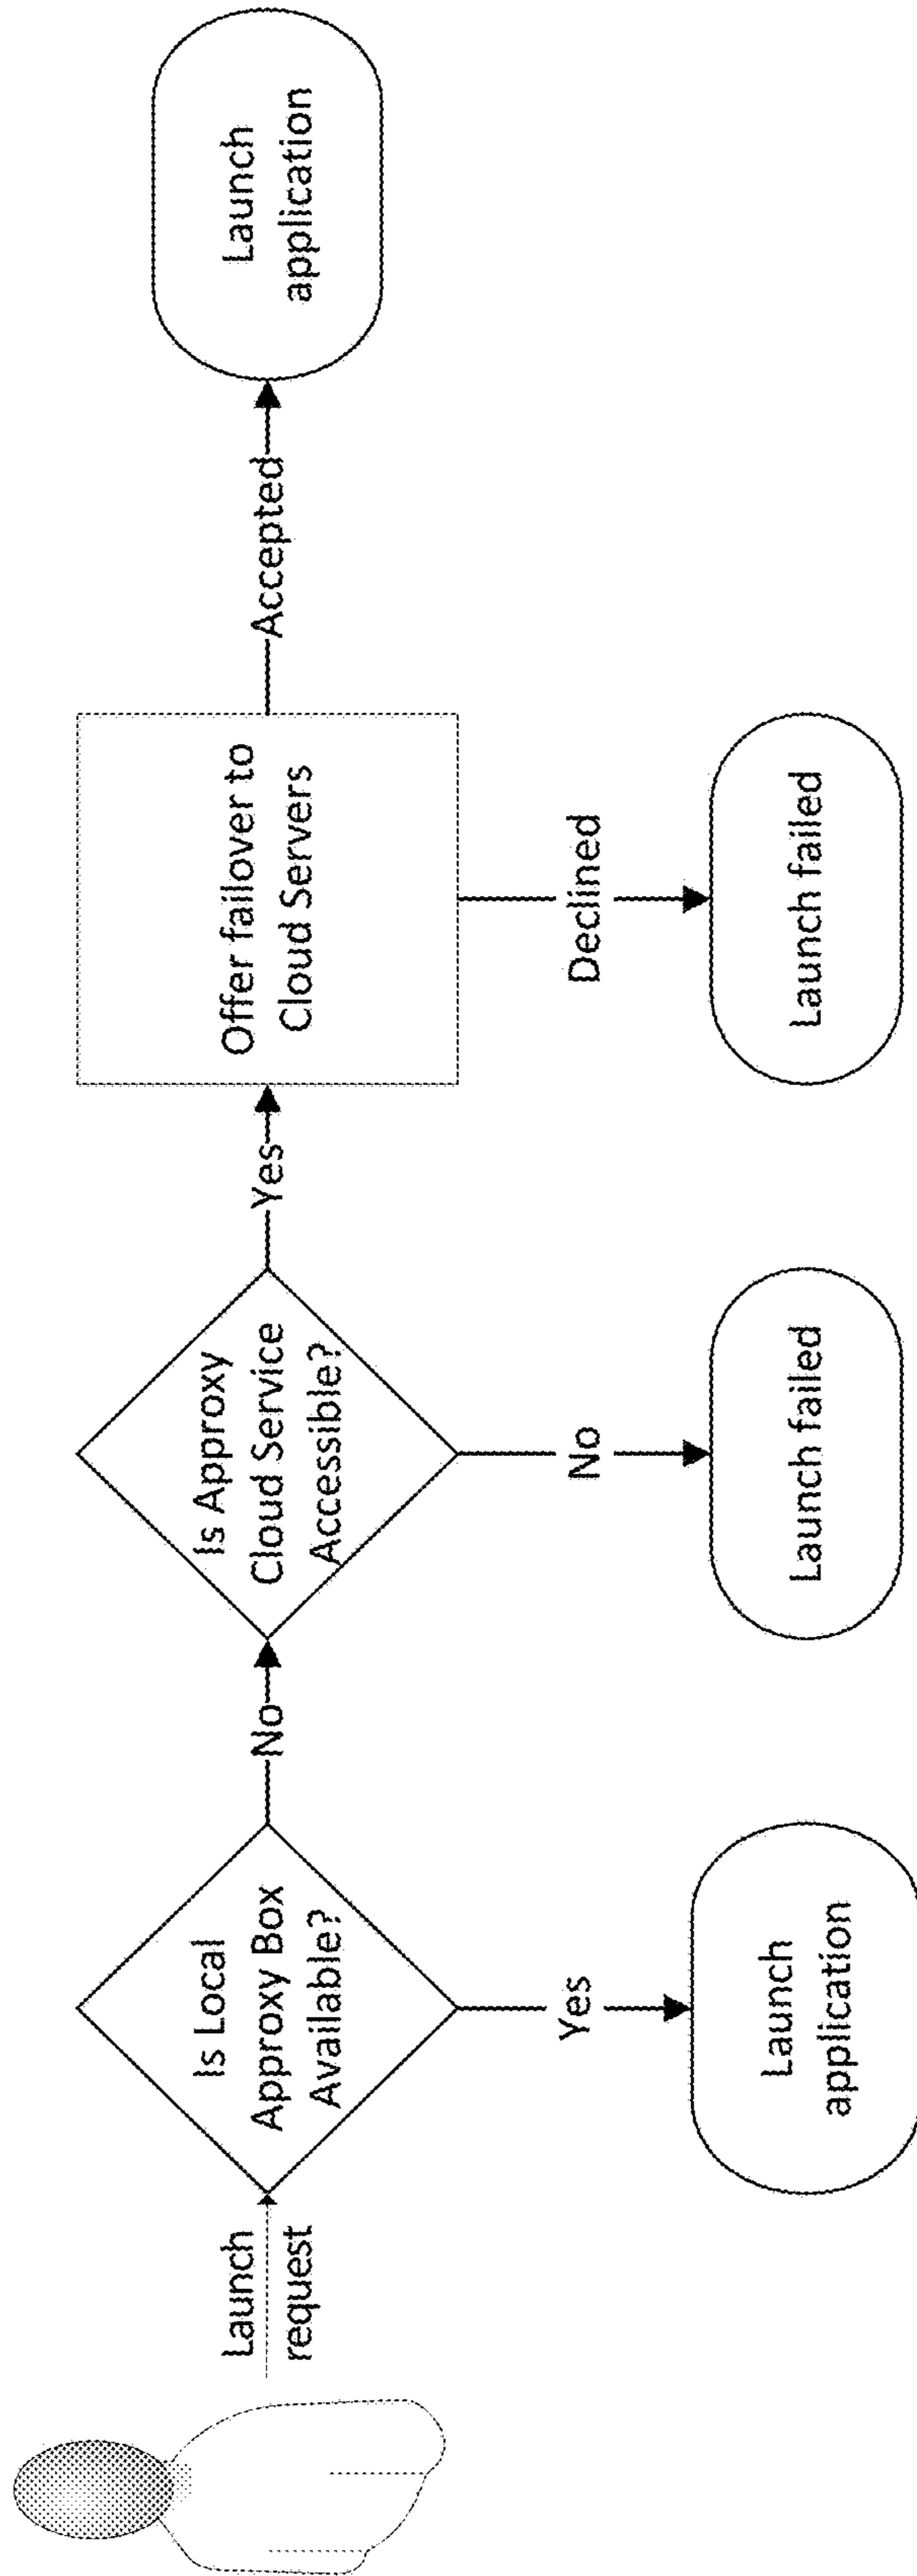 Launch
request
Is Local
Approxy Box
Available?
Yes
Launch
application
No
Is Approxy
Cloud Service
Accessible?
No
Launch failed
Yes
Offer failover to
Cloud Servers
Declined
Launch failed
Accepted
Launch
application